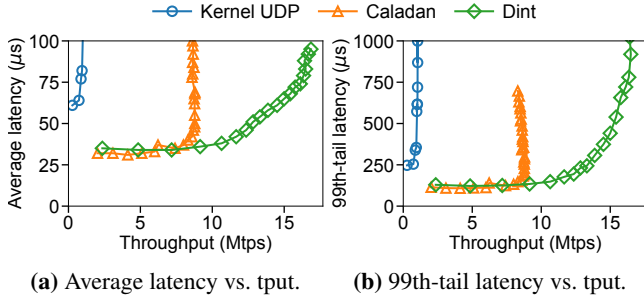 Kernel UDP Caladan Dint
100
75
50
25
0
Average latency (μs)
0 5 10 15
Throughput (Mtps)
1000
750
500
250
0
99th-tail latency (μs)
0 5 10 15
Throughput (Mtps)
(a) Average latency vs. tput.
(b) 99th-tail latency vs. tput.